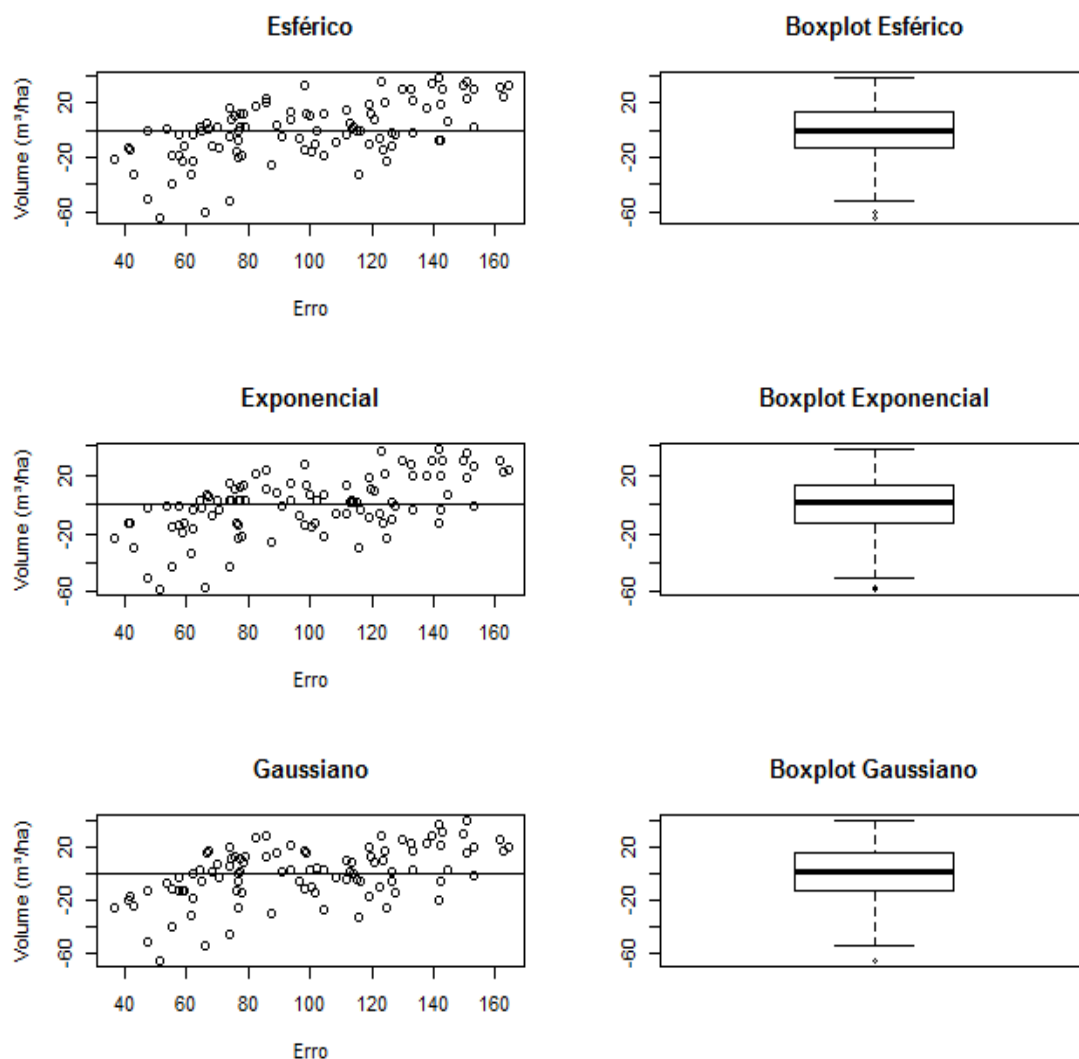 Esférico
Boxplot Esférico
Volume (m³/ha)
20
-20
-60
40 60 80 100 120 140 160
Erro
20
-20
-60
Exponencial
Boxplot Exponencial
Volume (m³/ha)
20
-20
-60
40 60 80 100 120 140 160
Erro
20
-20
-60
Gaussiano
Boxplot Gaussiano
Volume (m³/ha)
20
-20
-60
40 60 80 100 120 140 160
Erro
20
-20
-60